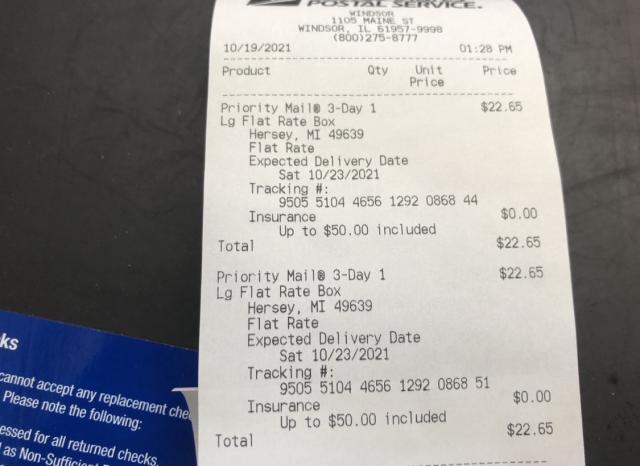 POSTAL SERVICE.
WINDSOR
1105 MAINE ST
WINDSOR, IL 61957-9998
(800)275-8777
10/19/2021 01:28 PM
Product Qty Unit Price
Price
Priority Mail® 3-Day 1 $22.65
Lg Flat Rate Box
Hersey, MI 49639
Flat Rate
Expected Delivery Date
Sat 10/23/2021
Tracking #:
9505 5104 4656 1292 0868 44
Insurance $0.00
Up to $50.00 included
Total $22.65
Priority Mail® 3-Day 1 $22.65
Lg Flat Rate Box
Hersey, MI 49639
Flat Rate
Expected Delivery Date
Sat 10/23/2021
Tracking #:
9505 5104 4656 1292 0868 51
Insurance $0.00
Up to $50.00 included
Total $22.65
ks
cannot accept any replacement che
Please note the following:
essed for all returned checks.
as Non-Sufficient